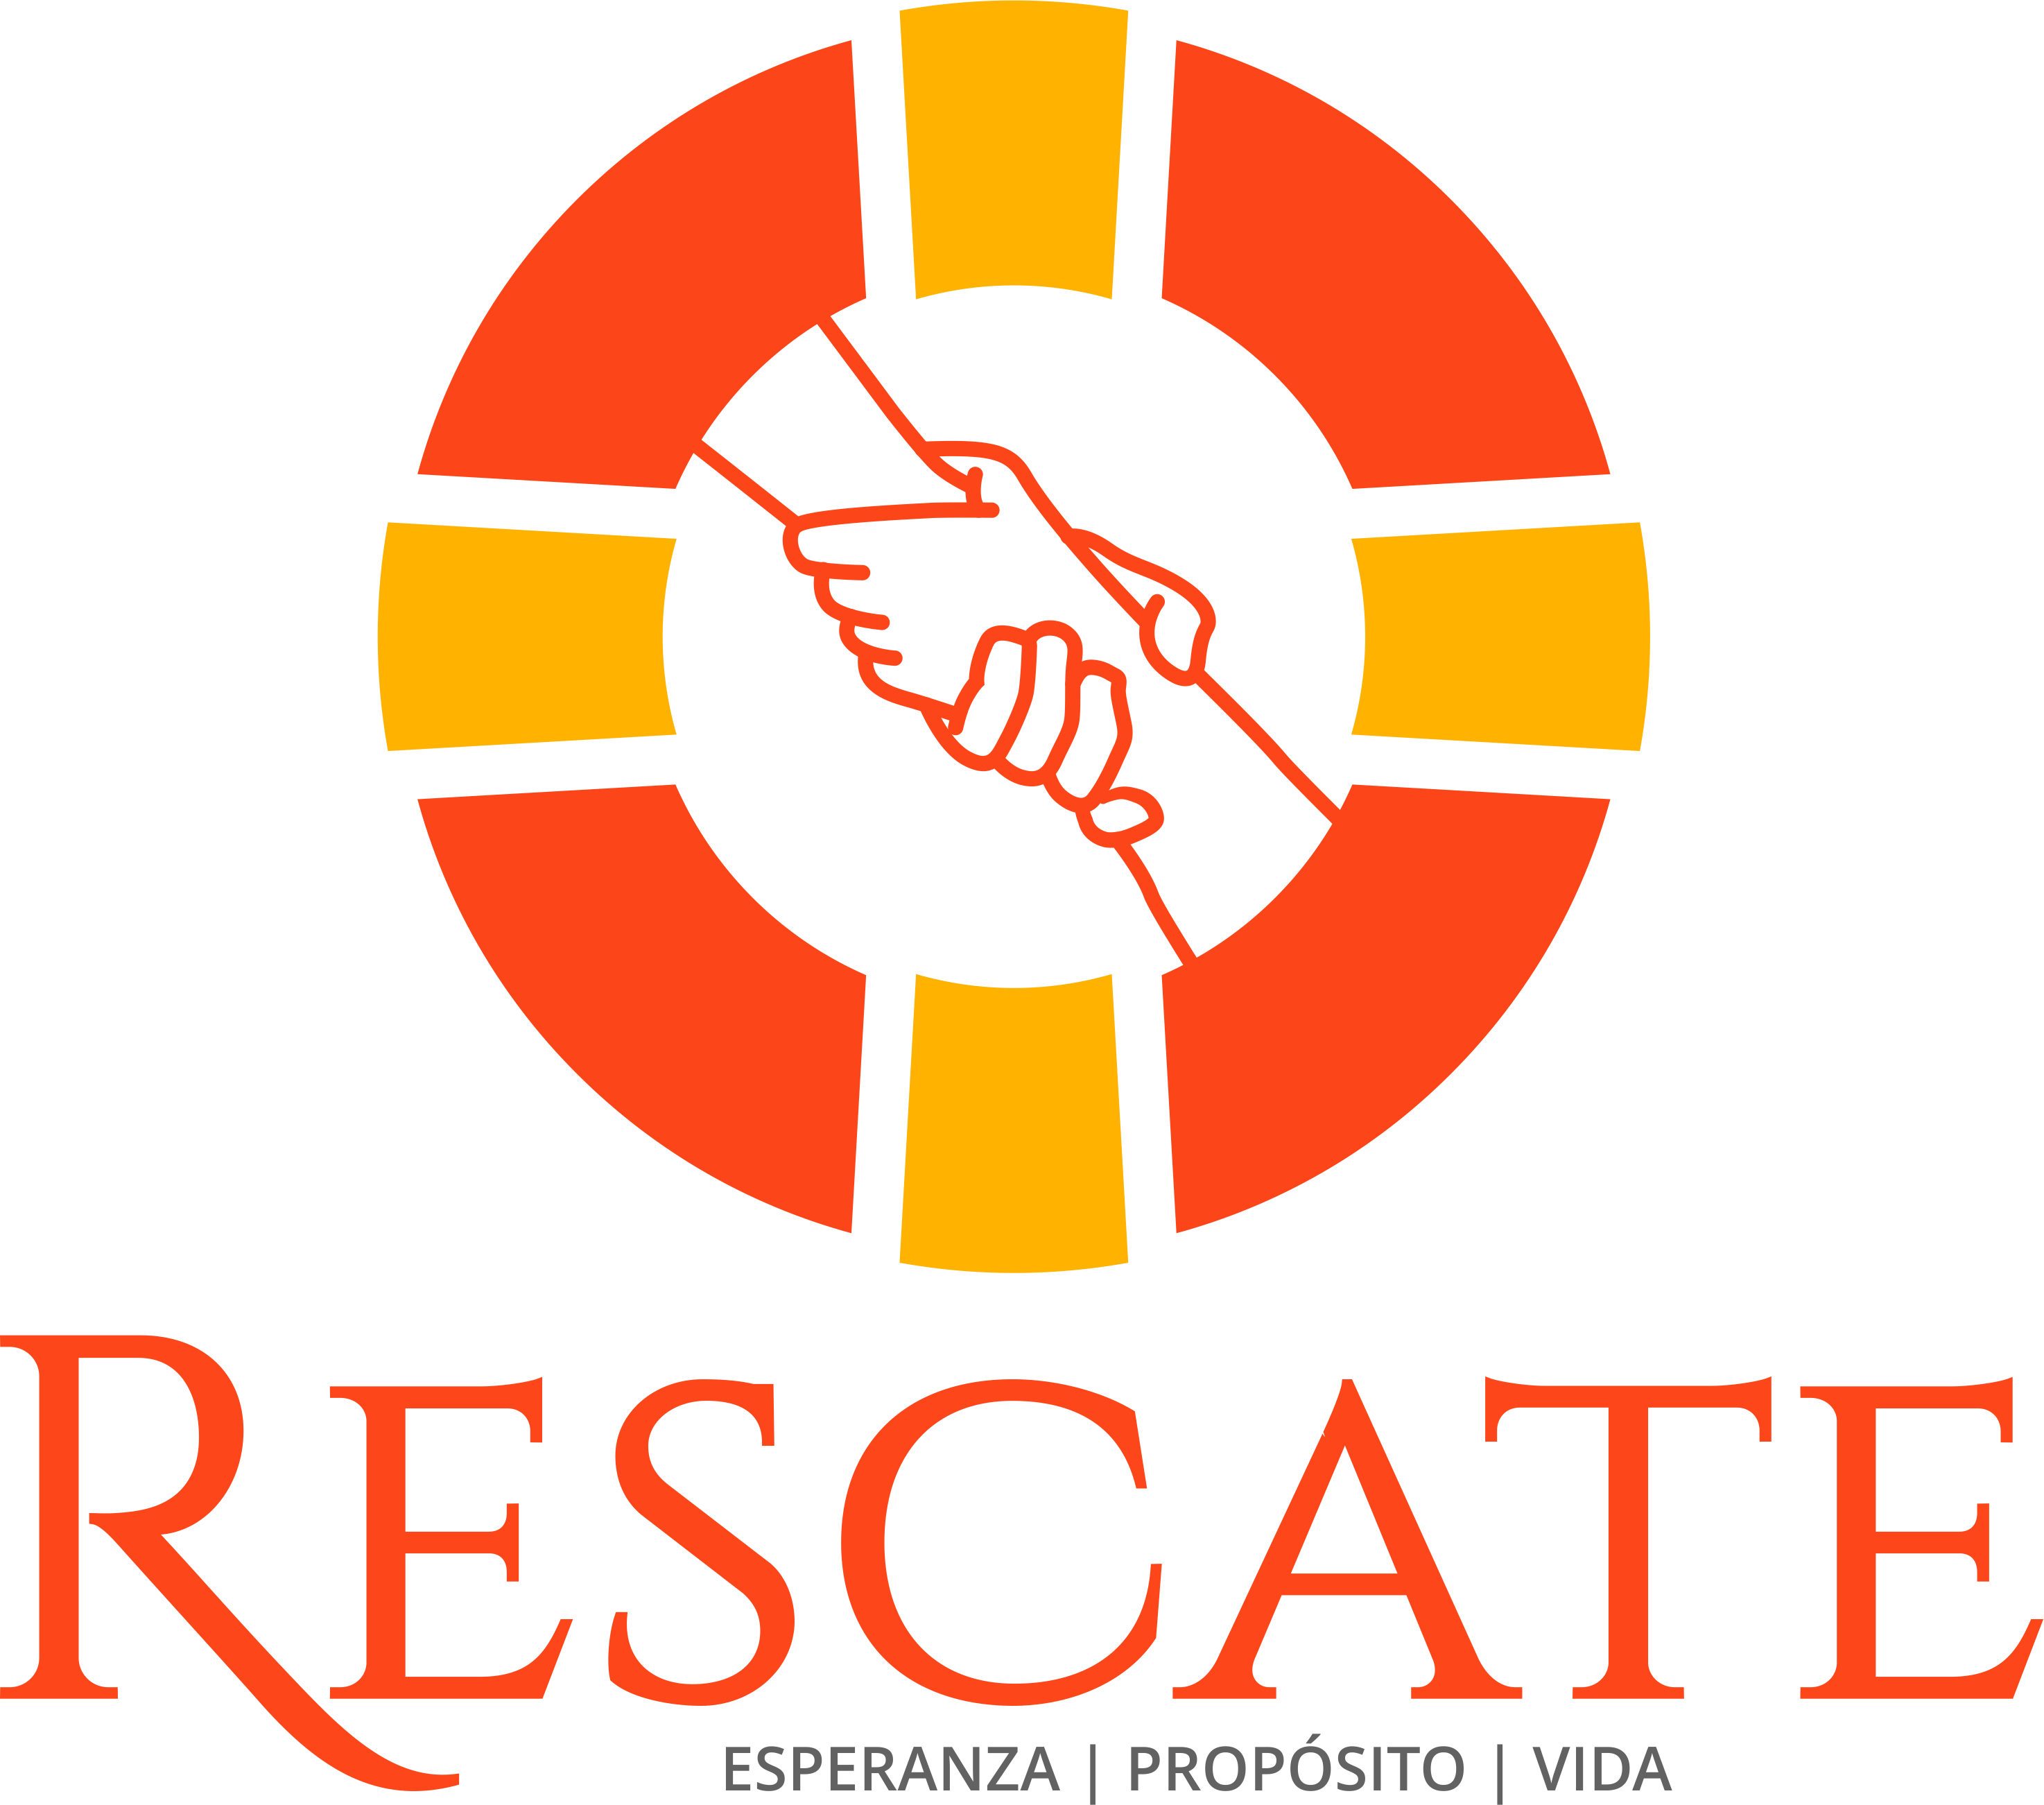 RESCATE
ESPERANZA | PROPÓSITO | VIDA